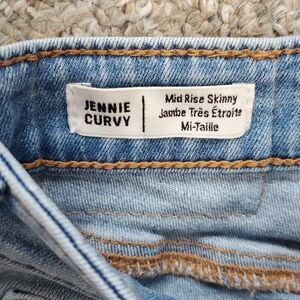 JENNIE
CURVY
Mid Rise Skinny
Jambe Très Étroite
Mi-Taille